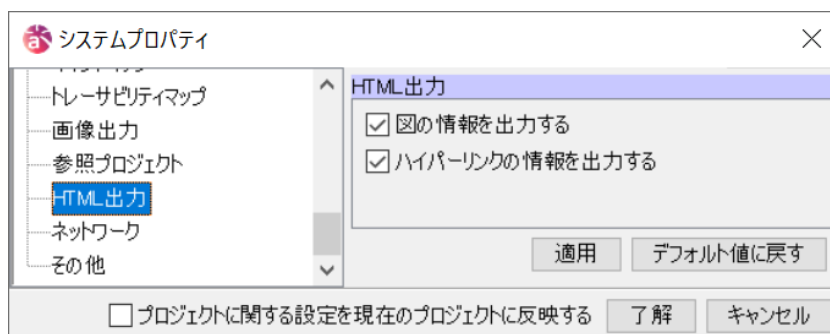 システムプロパティ
トレーサビリティマップ
画像出力
参照プロジェクト
HTML出力
ネットワーク
その他
HTML出力
図の情報を出力する
ハイパーリンクの情報を出力する
適用 デフォルト値に戻す
プロジェクトに関する設定を現在のプロジェクトに反映する 了解 キャンセル